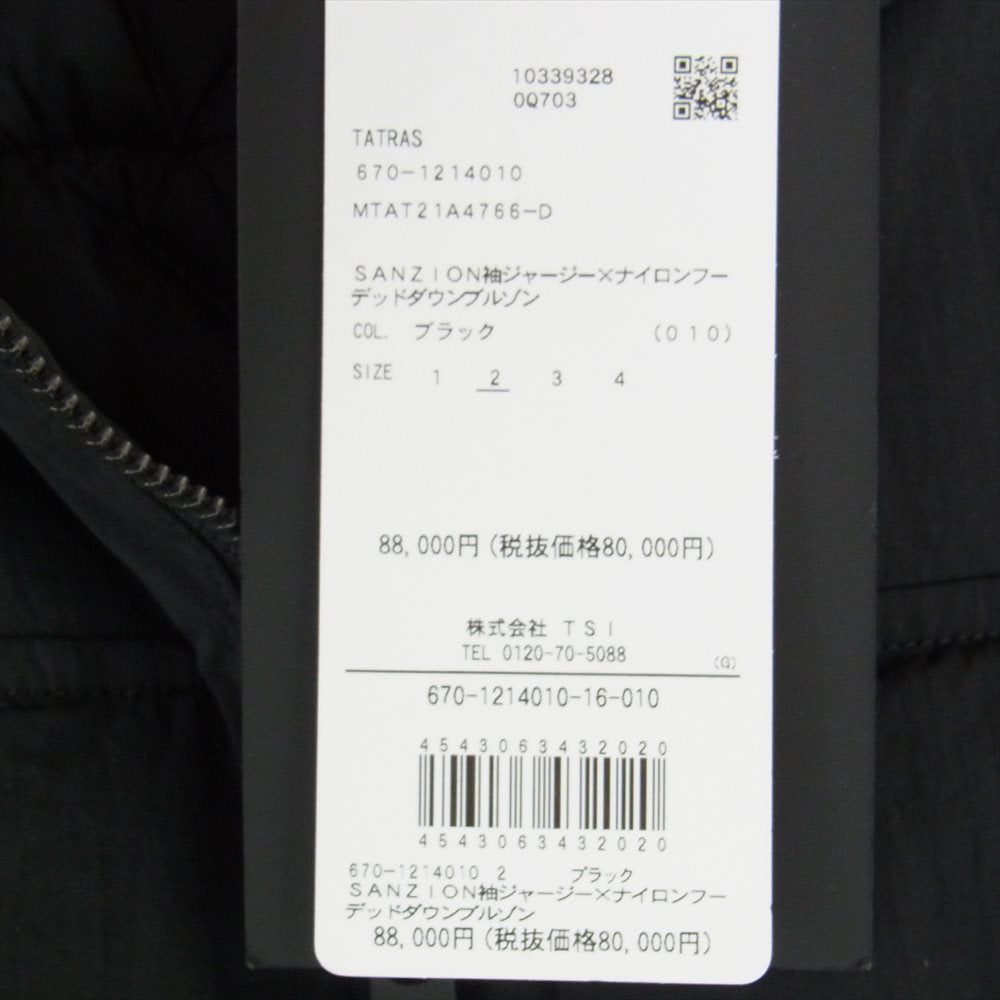 10339328
0Q703
TATRAS
670-1214010
MTAT21A4766-D
SANZION袖ジャージー×ナイロンフー
デッドダウンブルゾン
COL. ブラック (010)
SIZE 1 2 3 4
88,000円(税抜価格80,000円)
株式会社 TSI
TEL 0120-70-5088 (G)
670-1214010-16-010
4543063432020
4543063432020
670-1214010 2 ブラック
SANZION袖ジャージー×ナイロンフー
デッドダウンブルゾン
88,000円(税抜価格80,000円)